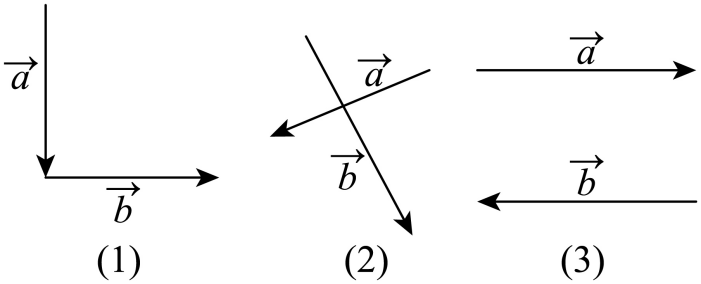 a⃗ a⃗ a⃗
b⃗ b⃗ b⃗
(1) (2) (3)